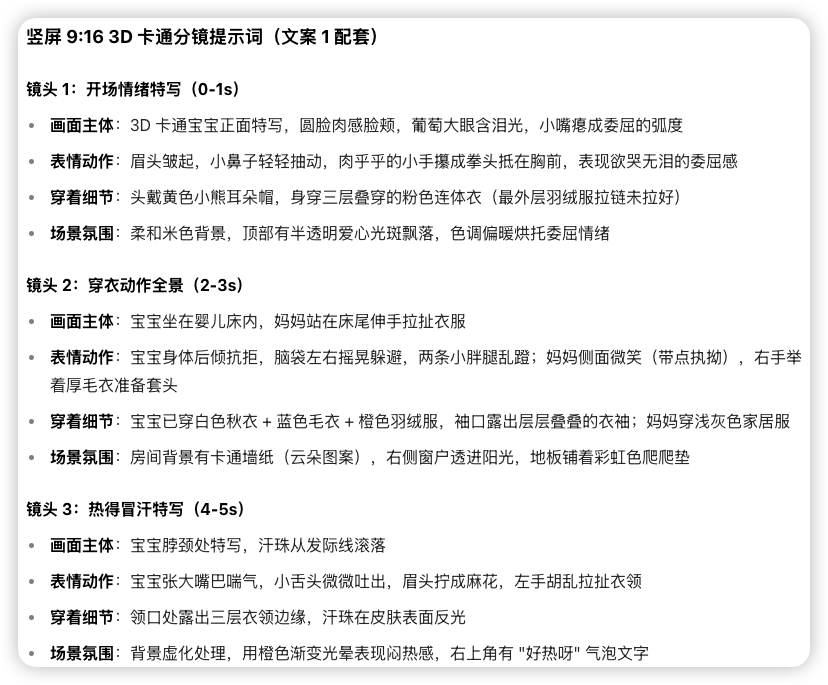 竖屏 9:16 3D 卡通分镜提示词（文案 1 配套）
镜头 1：开场情绪特写（0-1s）
画面主体：3D 卡通宝宝正面特写，圆脸肉感脸颊，葡萄大眼含泪光，小嘴瘪成委屈的弧度
表情动作：眉头皱起，小鼻子轻轻抽动，肉乎乎的小手攥成拳头抵在胸前，表现欲哭无泪的委屈感
穿着细节：头戴黄色小熊耳朵帽，身穿三层叠穿的粉色连体衣（最外层羽绒服拉链未拉好）
场景氛围：柔和米色背景，顶部有半透明爱心光斑飘落，色调偏暖烘托委屈情绪
镜头 2：穿衣动作全景（2-3s）
画面主体：宝宝坐在婴儿床内，妈妈站在床尾伸手拉扯衣服
表情动作：宝宝身体后倾抗拒，脑袋左右摇晃躲避，两条小胖腿乱蹬；妈妈侧面微笑（带点执拗），右手举
着厚毛衣准备套头
穿着细节：宝宝已穿白色秋衣 + 蓝色毛衣 + 橙色羽绒服，袖口露出层层叠叠的衣袖；妈妈穿浅灰色家居服
场景氛围：房间背景有卡通墙纸（云朵图案），右侧窗户透进阳光，地板铺着彩虹色爬爬垫
镜头 3：热得冒汗特写（4-5s）
画面主体：宝宝脖颈处特写，汗珠从发际线滚落
表情动作：宝宝张大嘴巴喘气，小舌头微微吐出，眉头拧成麻花，左手胡乱拉扯衣领
穿着细节：领口处露出三层衣领边缘，汗珠在皮肤表面反光
场景氛围：背景虚化处理，用橙色渐变光晕表现闷热感，右上角有 "好热呀" 气泡文字